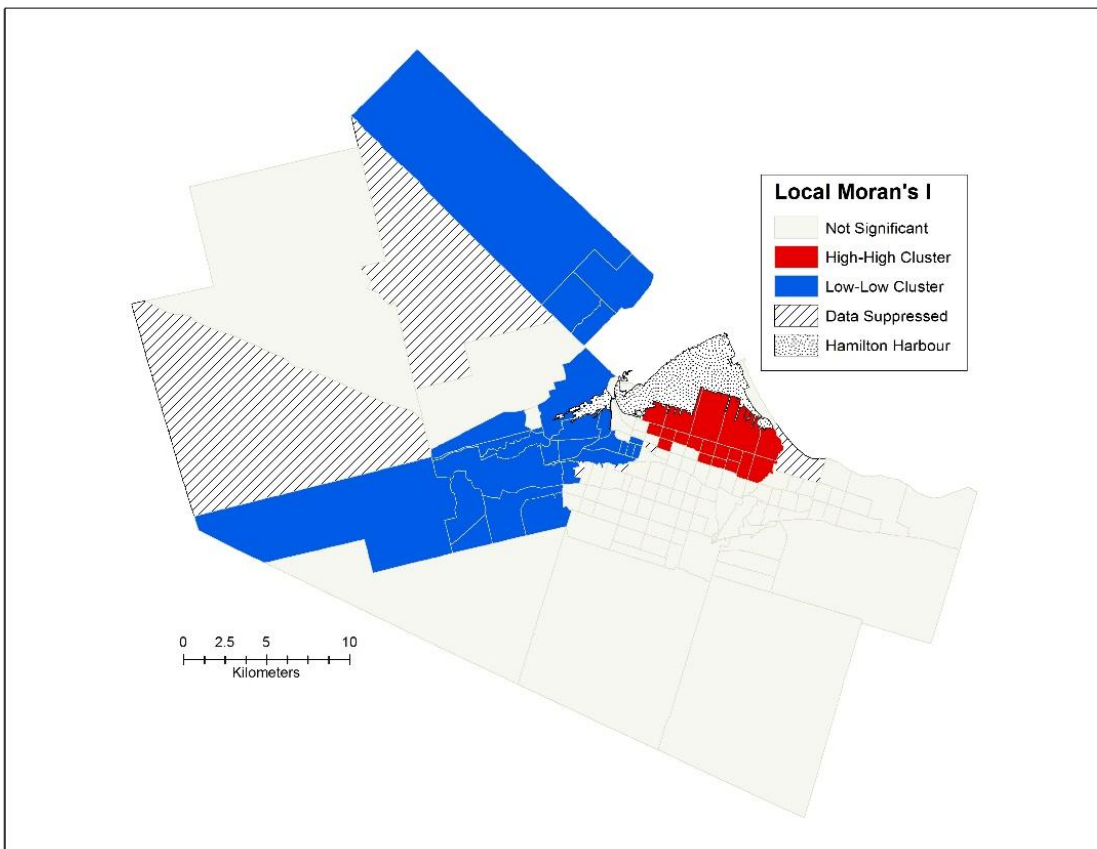 Local Moran's I
Not Significant
High-High Cluster
Low-Low Cluster
Data Suppressed
Hamilton Harbour
0 2.5 5 10
Kilometers